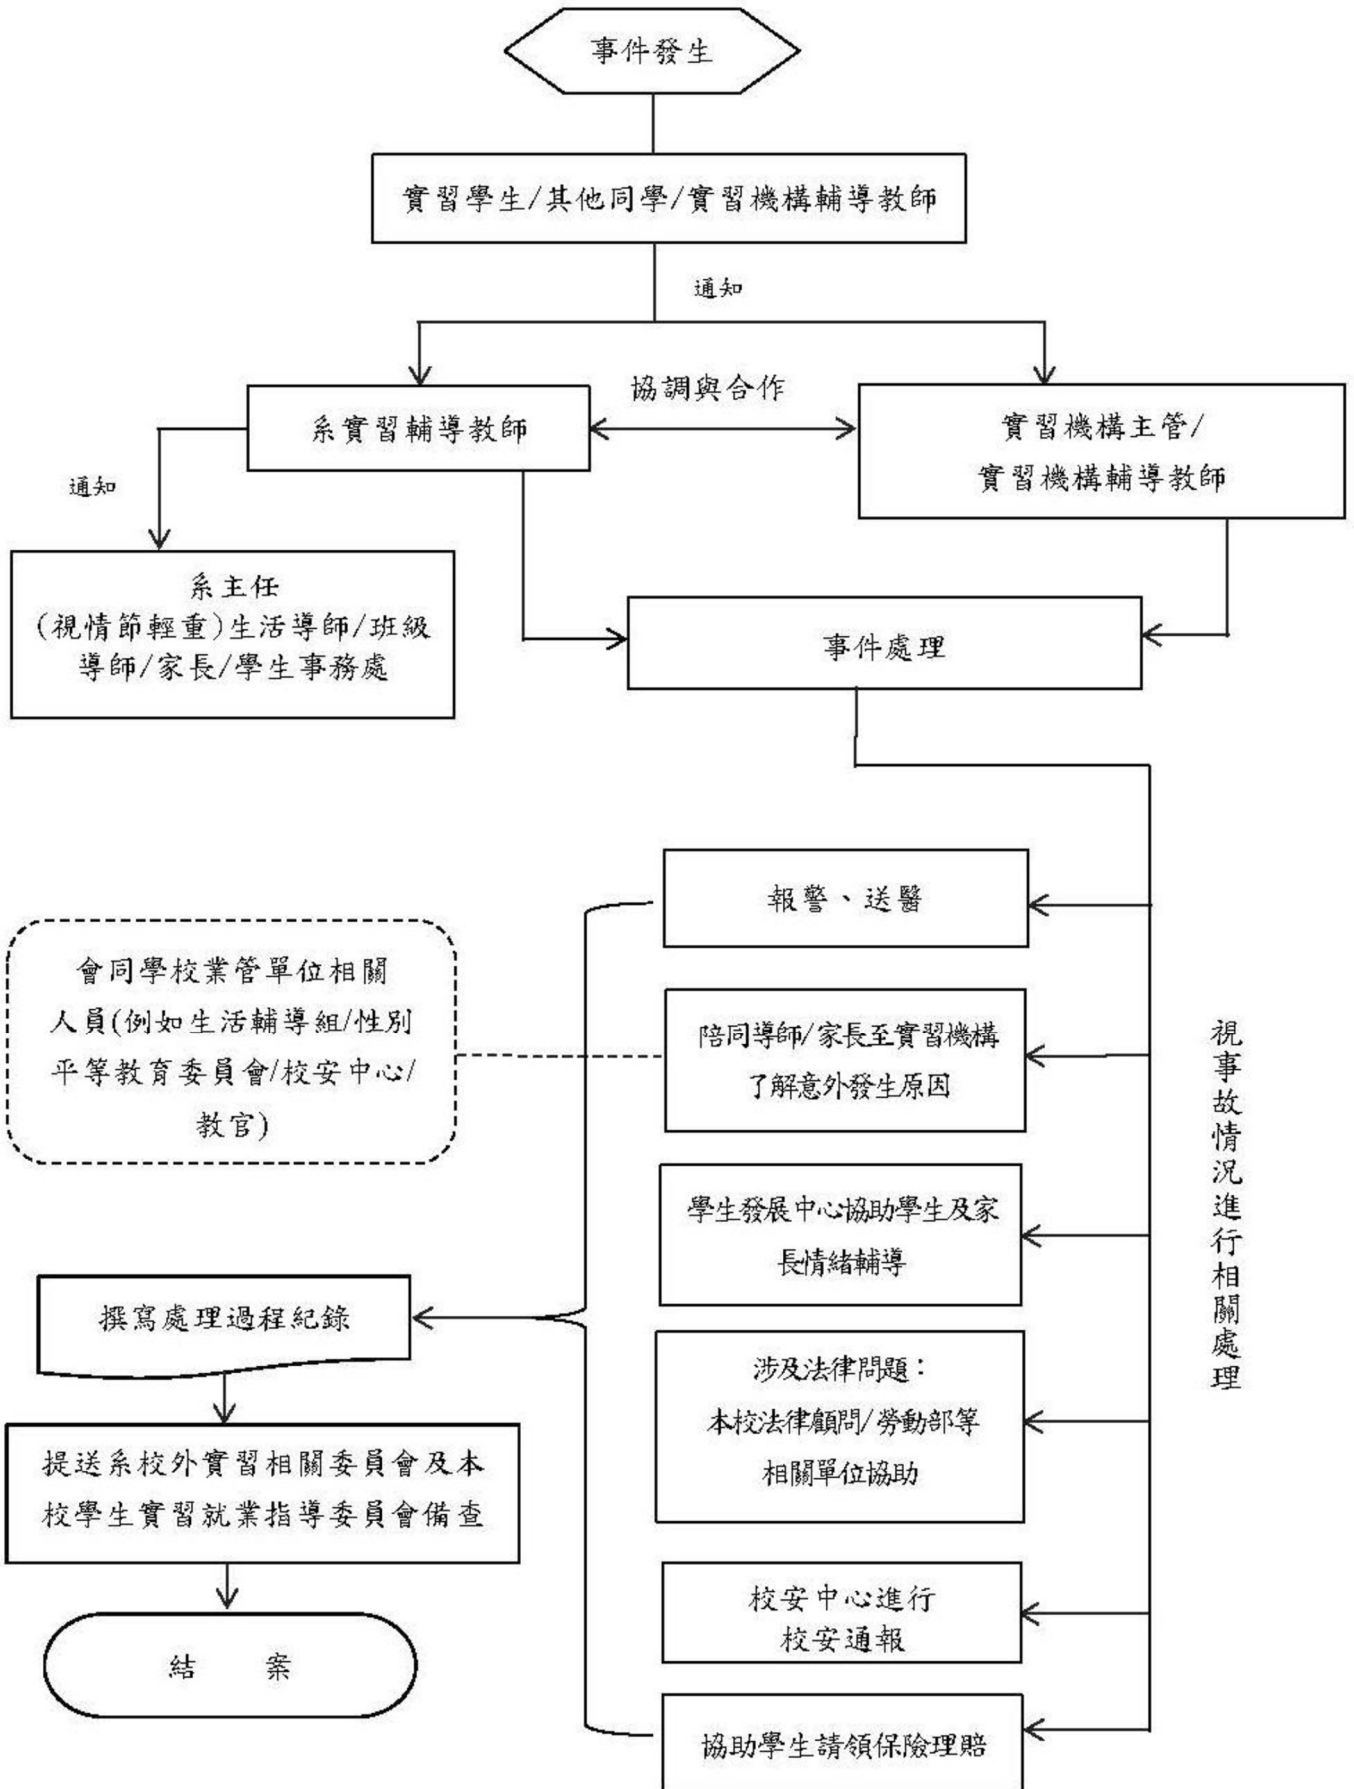 事件發生
實習學生/其他同學/實習機構輔導教師
通知
協調與合作
系實習輔導教師
實習機構主管/
實習機構輔導教師
通知
系主任
(視情節輕重)生活導師/班級
導師/家長/學生事務處
事件處理
視事故情況進行相關處理
報警、送醫
會同學校業管單位相關
人員(例如生活輔導組/性別
平等教育委員會/校安中心/
教官)
陪同導師/家長至實習機構
了解意外發生原因
學生發展中心協助學生及家
長情緒輔導
涉及法律問題：
本校法律顧問/勞動部等
相關單位協助
校安中心進行
校安通報
協助學生請領保險理賠
撰寫處理過程紀錄
提送系校外實習相關委員會及本
校學生實習就業指導委員會備查
結 案